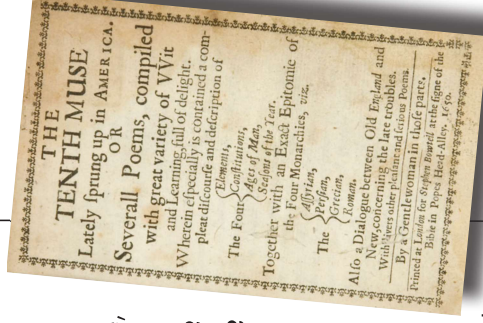 THE
TENTH MUSE
Lately ſprung up in AMERICA.
OR
Severall Poems, compiled
with great variety of VVit
and Learning, full of delight.
Wherein eſpecially is contained a com-
pleat diſcourſe and deſcription of
The Four
Elements,
Conſtitutions,
Ages of Man,
Seaſons of the Year.
Together with an Exact Epitomie of
the Four Monarchies, viz.
The
Aſſyrian,
Perſian,
Grecian,
Roman.
Alſo a Dialogue between Old England and
New, concerning the late troubles.
With divers other pleaſant and ſerious Poems.
By a Gentlewoman in thoſe parts.
Printed at London for Stephen Bowtell at the ſigne of the
Bible in Popes Head-Alley. 1650.